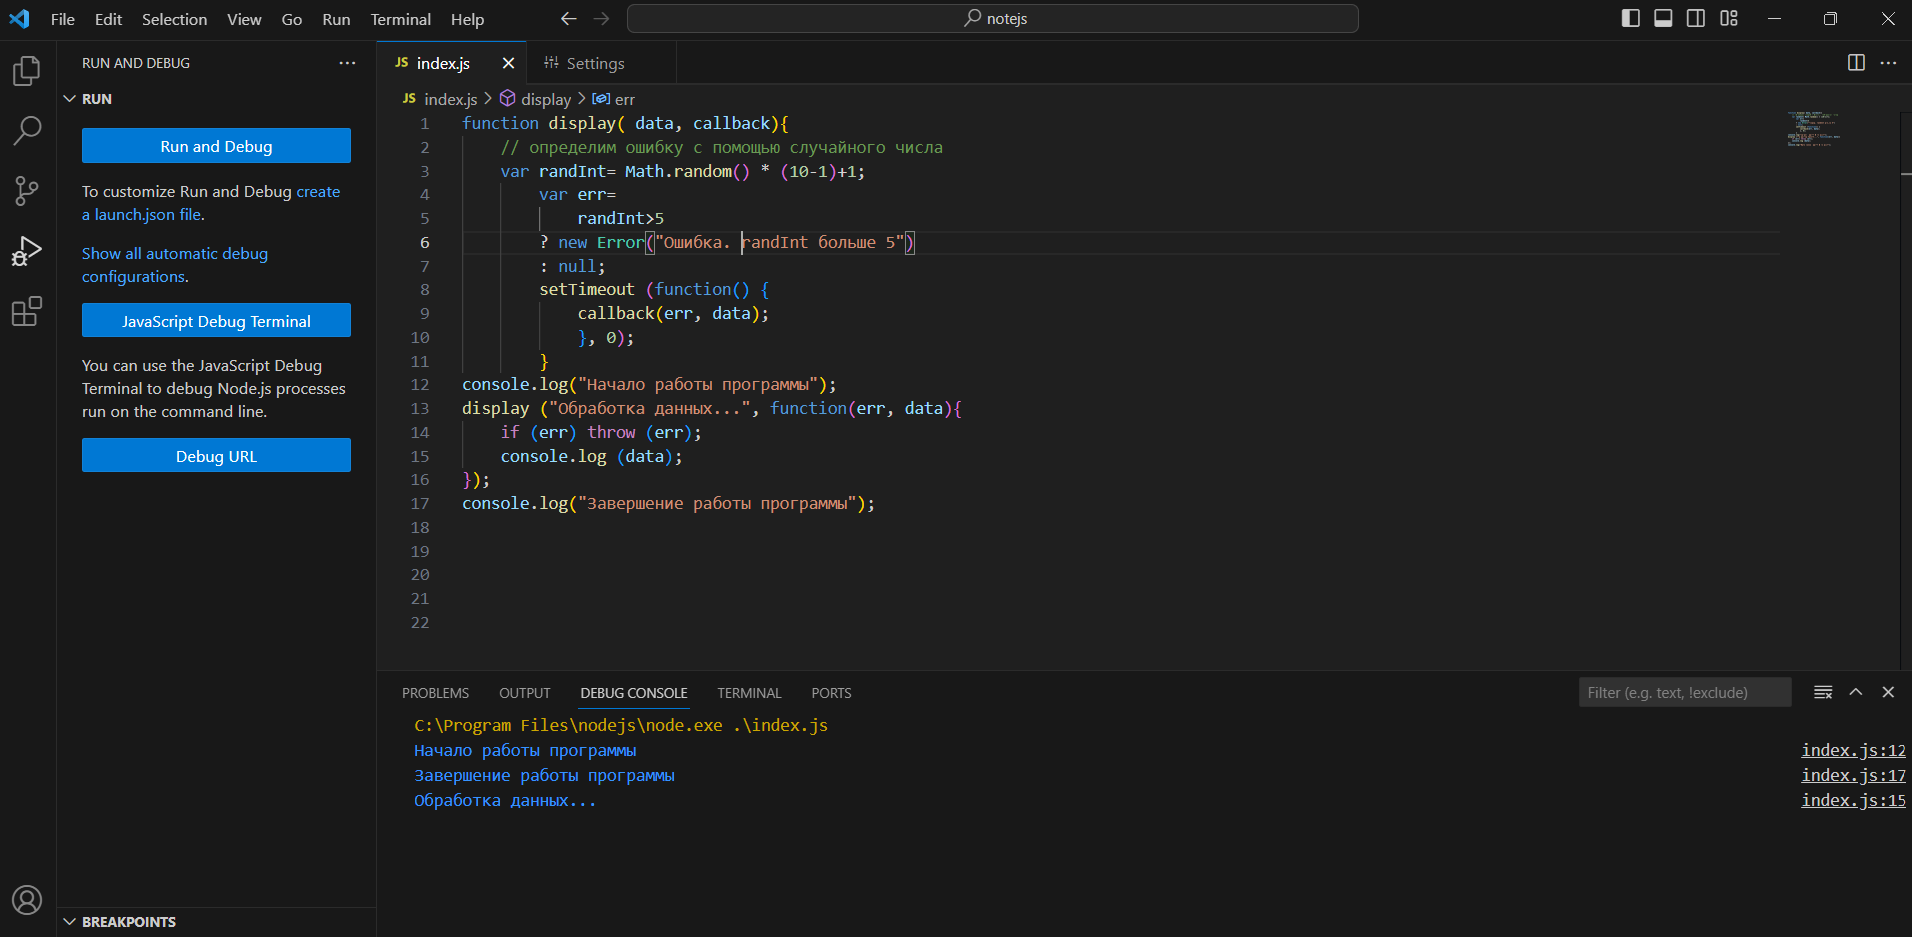 File Edit Selection View Go Run Terminal Help
notejs
RUN AND DEBUG
RUN
Run and Debug
To customize Run and Debug create
a launch.json file.
Show all automatic debug
configurations.
JavaScript Debug Terminal
You can use the JavaScript Debug
Terminal to debug Node.js processes
run on the command line.
Debug URL
BREAKPOINTS
JS index.js Settings
JS index.js > display > err
1 function display( data, callback){
2 // определим ошибку с помощью случайного числа
3 var randInt= Math.random() * (10-1)+1;
4 var err=
5 randInt>5
6 ? new Error("Ошибка. randInt больше 5")
7 : null;
8 setTimeout (function() {
9 callback(err, data);
10 }, 0);
11 }
12 console.log("Начало работы программы");
13 display ("Обработка данных...", function(err, data){
14 if (err) throw (err);
15 console.log (data);
16 });
17 console.log("Завершение работы программы");
18
19
20
21
22
PROBLEMS OUTPUT DEBUG CONSOLE TERMINAL PORTS
Filter (e.g. text, !exclude)
C:\Program Files\nodejs\node.exe .\index.js
Начало работы программы index.js:12
Завершение работы программы index.js:17
Обработка данных... index.js:15